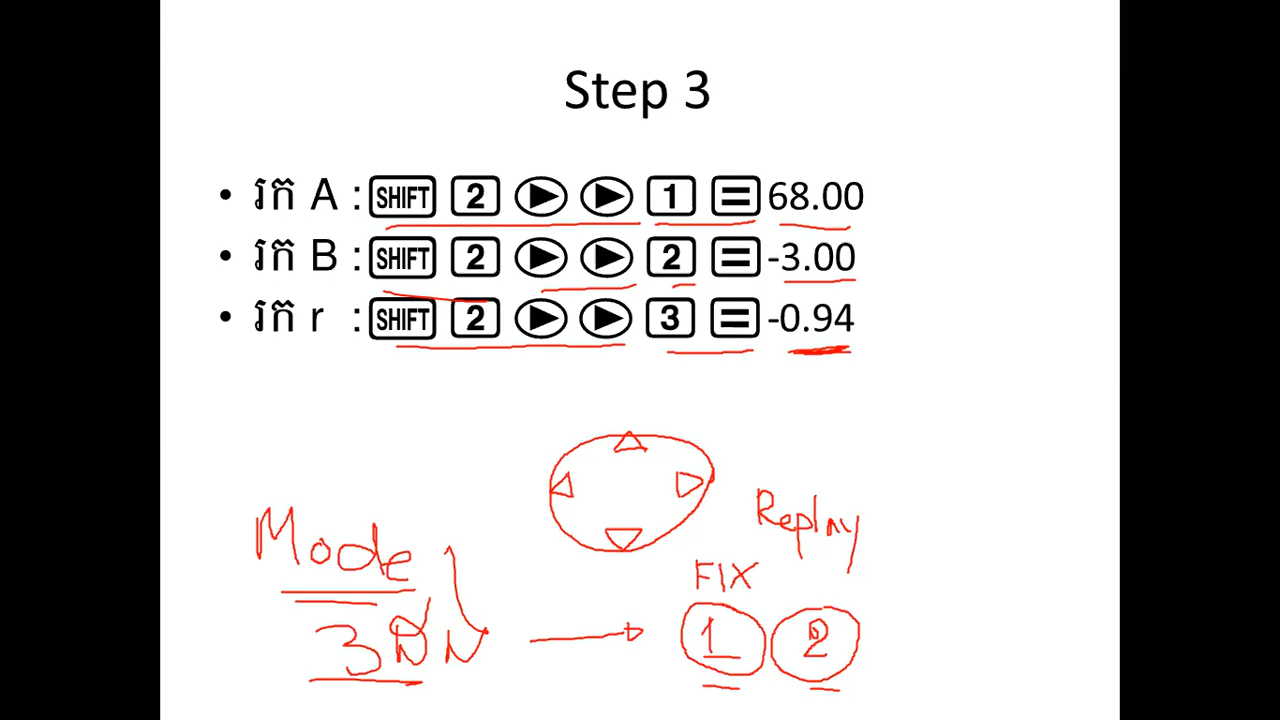 Step 3
• រក A : SHIFT 2 ▶ ▶ 1 = 68.00
• រក B : SHIFT 2 ▶ ▶ 2 = -3.00
• រក r : SHIFT 2 ▶ ▶ 3 = -0.94
Replay
Mode
FIX
3 → 1 2